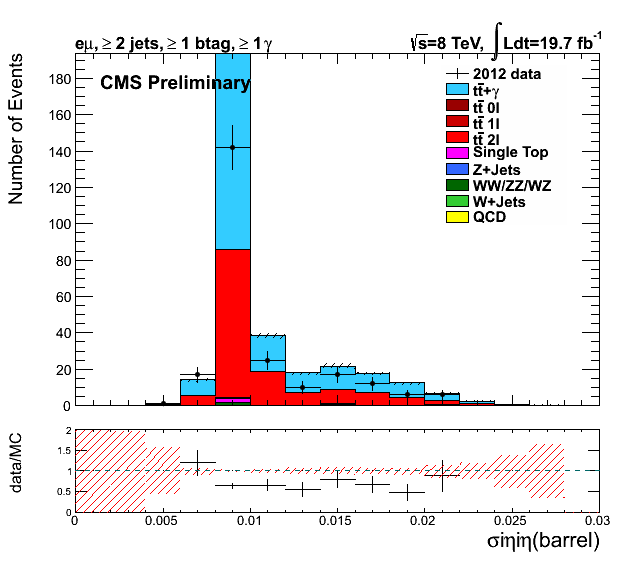 eμ, ≥ 2 jets, ≥ 1 btag, ≥ 1 γ
√s=8 TeV, ∫Ldt=19.7 fb⁻¹
CMS Preliminary
2012 data
tt̄+γ
tt̄ 0l
tt̄ 1l
tt̄ 2l
Single Top
Z+Jets
WW/ZZ/WZ
W+Jets
QCD
Number of Events
180
160
140
120
100
80
60
40
20
0
data/MC
2
1.5
1
0.5
0
0 0.005 0.01 0.015 0.02 0.025 0.03
σiηiη(barrel)